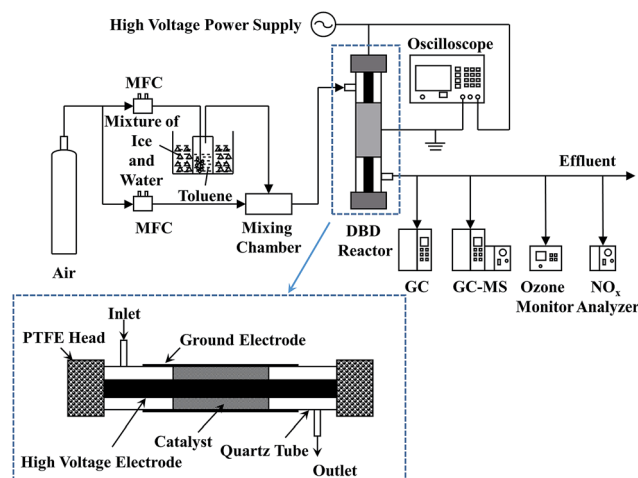 High Voltage Power Supply
Oscilloscope
MFC
Mixture of
Ice
and
Water
Toluene
MFC
Mixing
Chamber
Air
DBD
Reactor
Effluent
GC
GC-MS
Ozone
Monitor
NOx
Analyzer
Inlet
PTFE Head
Ground Electrode
Catalyst
Quartz Tube
High Voltage Electrode
Outlet